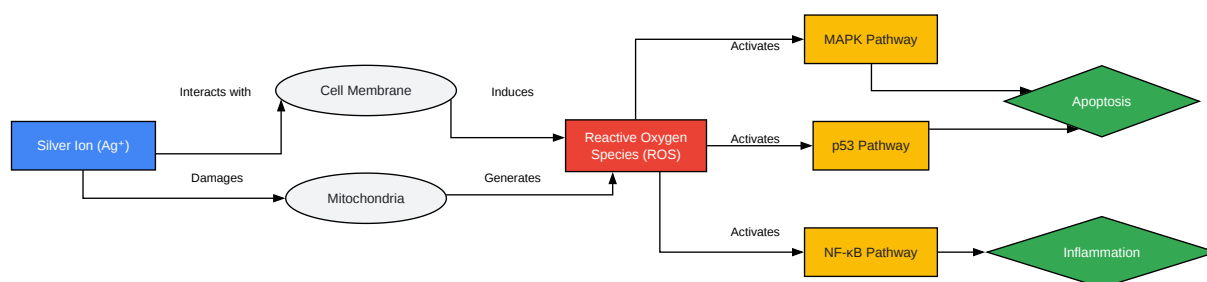 Silver Ion (Ag⁺)
Interacts with
Damages
Cell Membrane
Mitochondria
Induces
Generates
Reactive Oxygen
Species (ROS)
Activates
Activates
Activates
MAPK Pathway
p53 Pathway
NF-κB Pathway
Apoptosis
Inflammation